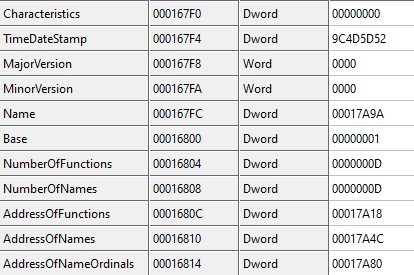 Characteristics 000167F0 Dword 00000000
TimeDateStamp 000167F4 Dword 9C4D5D52
MajorVersion 000167F8 Word 0000
MinorVersion 000167FA Word 0000
Name 000167FC Dword 00017A9A
Base 00016800 Dword 00000001
NumberOfFunctions 00016804 Dword 0000000D
NumberOfNames 00016808 Dword 0000000D
AddressOfFunctions 0001680C Dword 00017A18
AddressOfNames 00016810 Dword 00017A4C
AddressOfNameOrdinals 00016814 Dword 00017A80